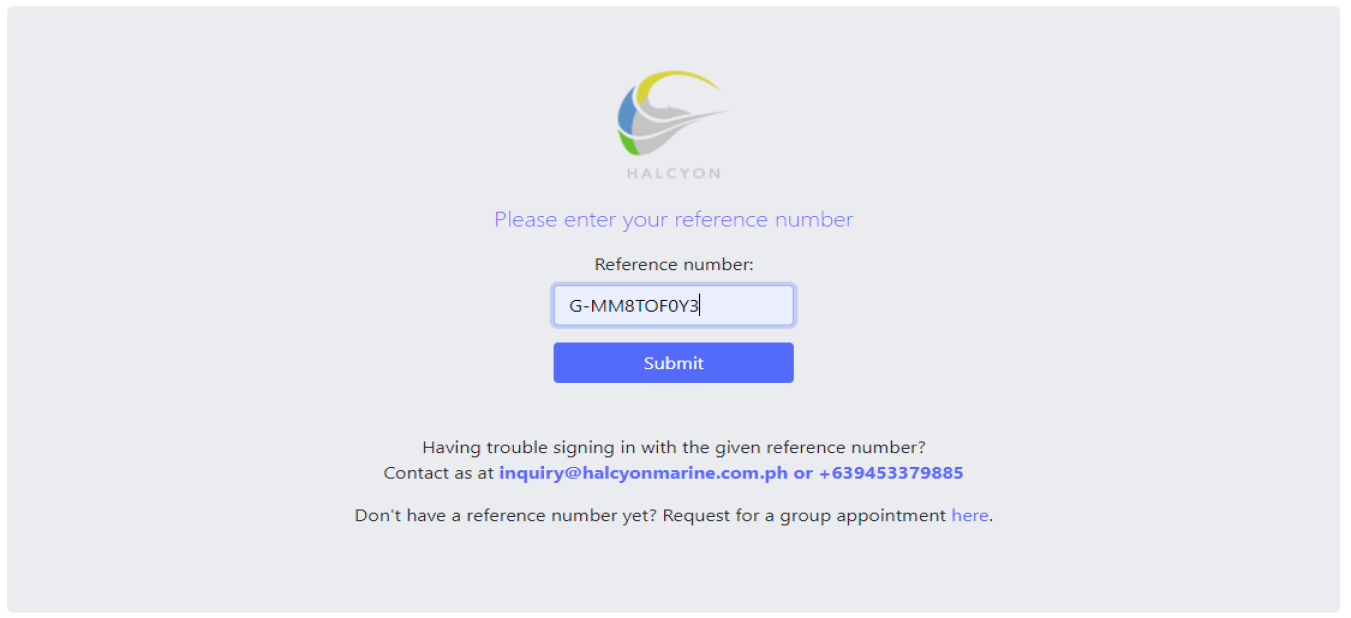 HALCYON
Please enter your reference number
Reference number:
G-MM8TOF0Y3
Submit
Having trouble signing in with the given reference number?
Contact as at inquiry@halcyonmarine.com.ph or +639453379885
Don't have a reference number yet? Request for a group appointment here.